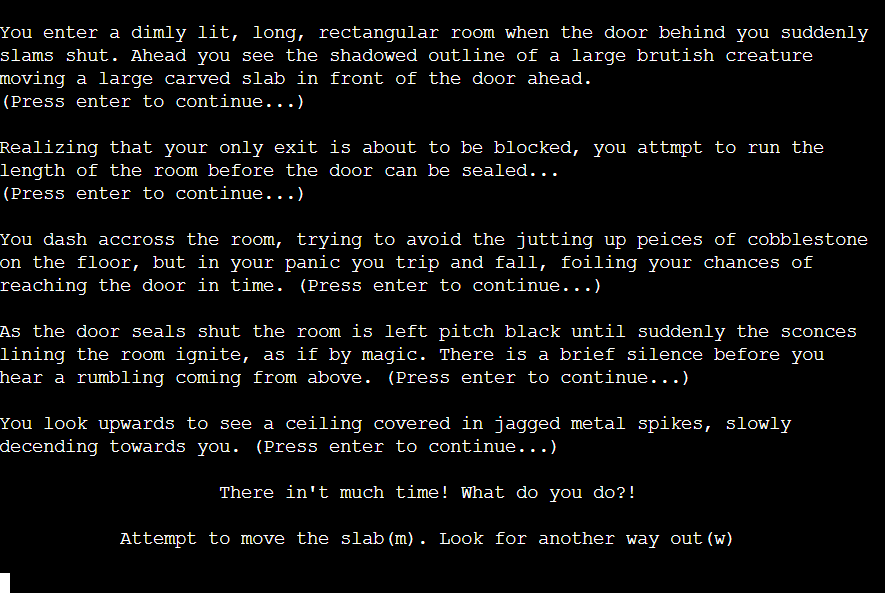 You enter a dimly lit, long, rectangular room when the door behind you suddenly
slams shut. Ahead you see the shadowed outline of a large brutish creature
moving a large carved slab in front of the door ahead.
(Press enter to continue...)
Realizing that your only exit is about to be blocked, you attmpt to run the
length of the room before the door can be sealed...
(Press enter to continue...)
You dash accross the room, trying to avoid the jutting up peices of cobblestone
on the floor, but in your panic you trip and fall, foiling your chances of
reaching the door in time. (Press enter to continue...)
As the door seals shut the room is left pitch black until suddenly the sconces
lining the room ignite, as if by magic. There is a brief silence before you
hear a rumbling coming from above. (Press enter to continue...)
You look upwards to see a ceiling covered in jagged metal spikes, slowly
decending towards you. (Press enter to continue...)
There in't much time! What do you do?!
Attempt to move the slab(m). Look for another way out(w)